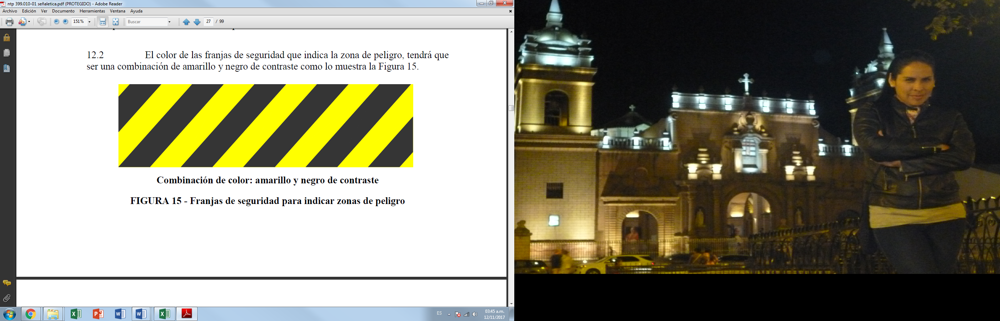 ntp 399.010-01 señaletica.pdf (PROTEGIDO) - Adobe Reader
Archivo Edición Ver Documento Herramientas Ventana Ayuda
151% Buscar 27 / 99
12.2 El color de las franjas de seguridad que indica la zona de peligro, tendrá que
ser una combinación de amarillo y negro de contraste como lo muestra la Figura 15.
Combinación de color: amarillo y negro de contraste
FIGURA 15 - Franjas de seguridad para indicar zonas de peligro
ES 03:45 a.m.
12/11/2017